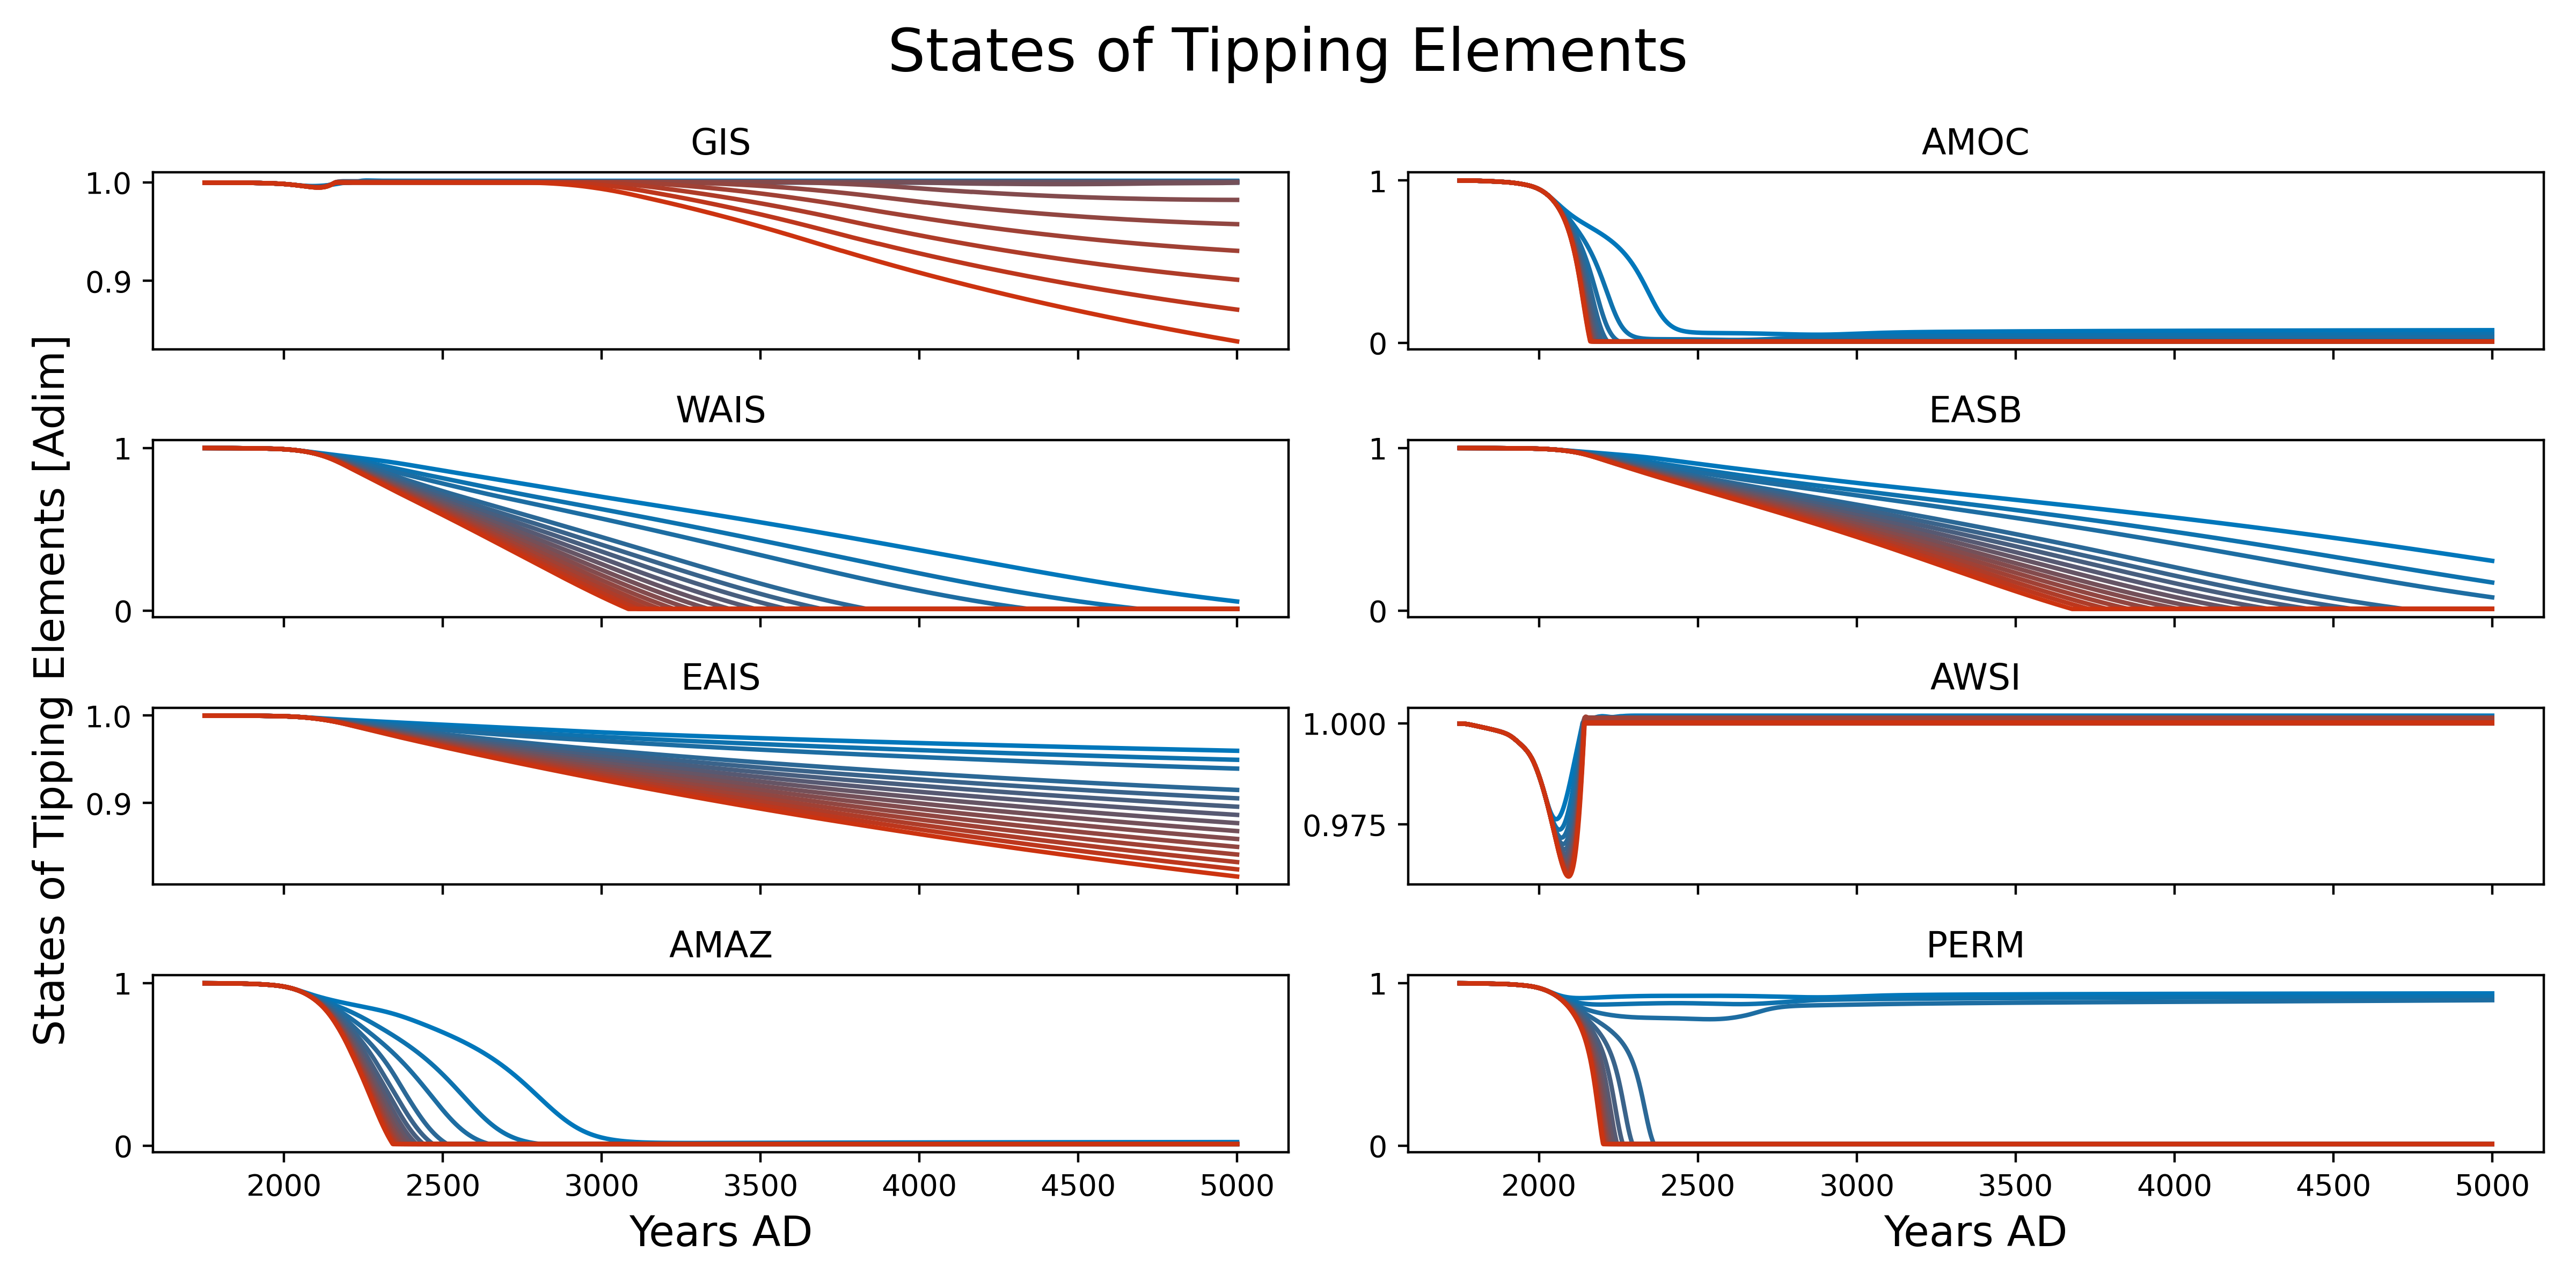 States of Tipping Elements
States of Tipping Elements [Adim]
GIS
1.0
0.9
AMOC
1
0
WAIS
1
0
EASB
1
0
EAIS
1.0
0.9
AWSI
1.000
0.975
AMAZ
1
0
2000 2500 3000 3500 4000 4500 5000
Years AD
PERM
1
0
2000 2500 3000 3500 4000 4500 5000
Years AD